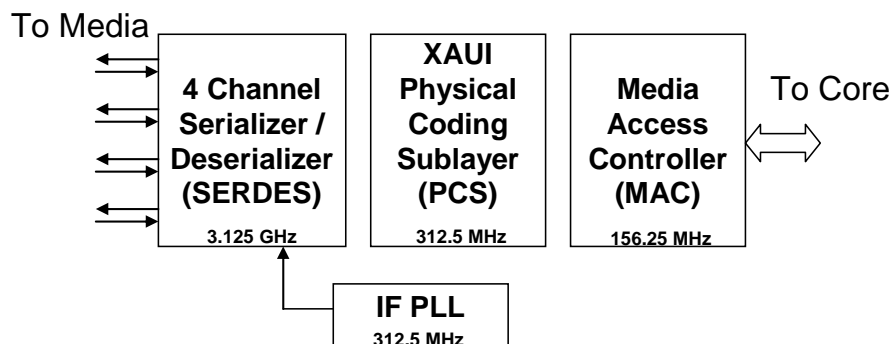 To Media
4 Channel
Serializer /
Deserializer
(SERDES)
3.125 GHz
XAUI
Physical
Coding
Sublayer
(PCS)
312.5 MHz
Media
Access
Controller
(MAC)
156.25 MHz
To Core
IF PLL
312.5 MHz